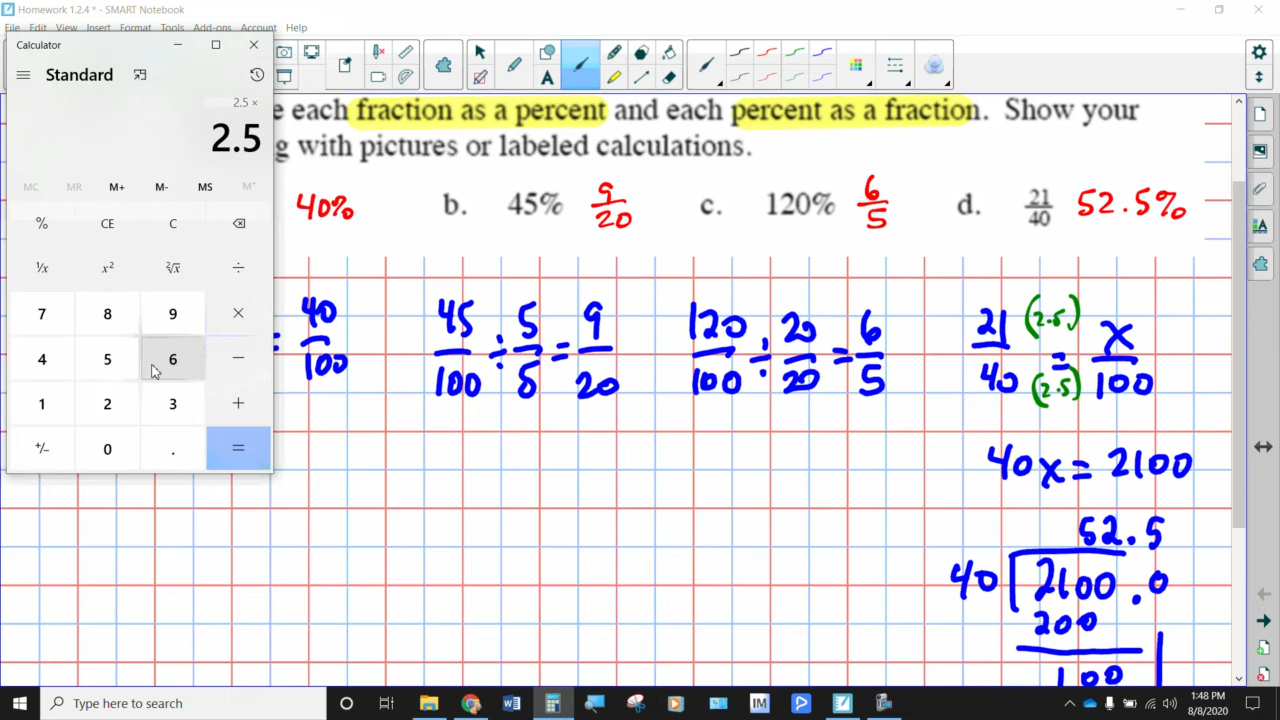 Homework 1.2.4 * - SMART Notebook
File Edit View Insert Format Tools Add-ons Account Help
Calculator
Standard
2.5 ×
2.5
MC MR M+ M- MS M˅
% CE C
¹/x x² ²√x ÷
7 8 9 ×
4 5 6 −
1 2 3 +
+/− 0 . =
e each fraction as a percent and each percent as a fraction. Show your
g with pictures or labeled calculations.
40% b. 45% 9/20 c. 120% 6/5 d. 21/40 52.5%
= 40/100
45/100 ÷ 5/5 = 9/20
120/100 ÷ 20/20 = 6/5
21/40 (2.5)/(2.5) = x/100
40x = 2100
52.5
40 2100.0
200
100
Type here to search
1:48 PM
8/8/2020